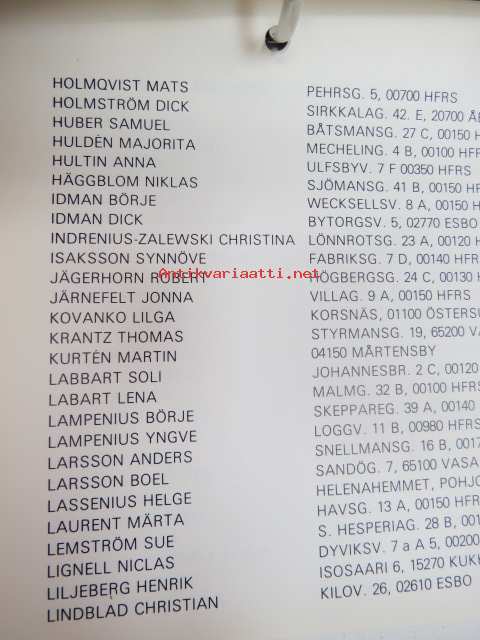 HOLMQVIST MATS PEHRSG. 5, 00700 HFRS
HOLMSTRÖM DICK SIRKKALAG. 42. E, 20700 Å
HUBER SAMUEL BÅTSMANSG. 27 C, 00150 H
HULDÉN MAJORITA MECHELING. 4 B, 00100 HFR
HULTIN ANNA ULFSBYV. 7 F 00350 HFRS
HÄGGBLOM NIKLAS SJÖMANSG. 41 B, 00150 HFR
IDMAN BÖRJE WECKSELLSV. 8 A, 00150 HFR
IDMAN DICK BYTORGSV. 5, 02770 ESBO
INDRENIUS-ZALEWSKI CHRISTINA LÖNNROTSG. 23 A, 00120 H
ISAKSSON SYNNÖVE FABRIKSG. 7 D, 00140 HFRS
JÄGERHORN ROBERT HÖGBERGSG. 24 C, 00130 H
Antikvariaatti.net
JÄRNEFELT JONNA VILLAG. 9 A, 00150 HFRS
KOVANKO LILGA KORSNÄS, 01100 ÖSTERSU
KRANTZ THOMAS STYRMANSG. 19, 65200 VA
KURTÉN MARTIN 04150 MÅRTENSBY
LABBART SOLI JOHANNESBR. 2 C, 00120
LABART LENA MALMG. 32 B, 00100 HFRS
LAMPENIUS BÖRJE SKEPPAREG. 39 A, 00140
LAMPENIUS YNGVE LOGGV. 11 B, 00980 HFRS
LARSSON ANDERS SNELLMANSG. 16 B, 0017
LARSSON BOEL SANDÖG. 7, 65100 VASA
LASSENIUS HELGE HELENAHEMMET, POHJO
LAURENT MÄRTA HAVSG. 13 A, 00150 HFR
LEMSTRÖM SUE S. HESPERIAG. 28 B, 001
LIGNELL NICLAS DYVIKSV. 7 a A 5, 00200
LILJEBERG HENRIK ISOSAARI 6, 15270 KUKK
LINDBLAD CHRISTIAN KILOV. 26, 02610 ESBO